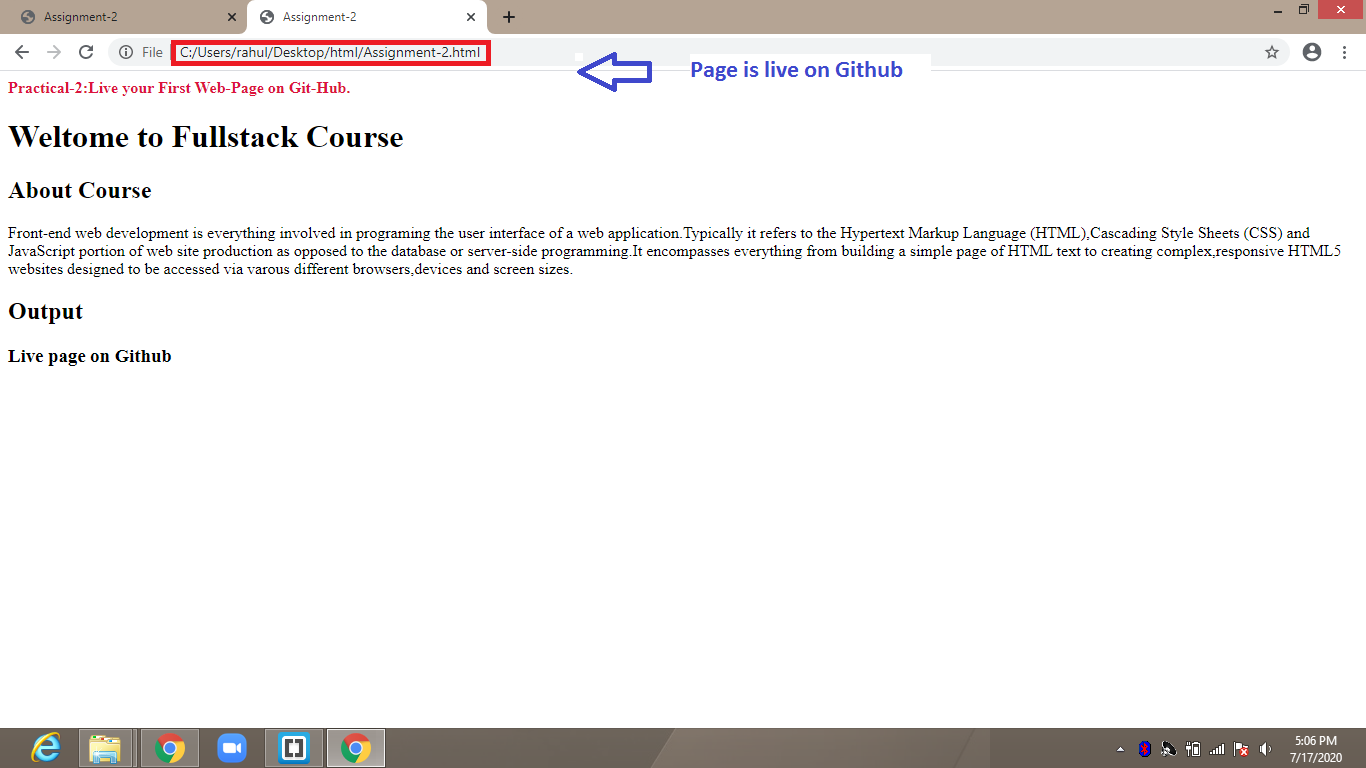 Assignment-2
Assignment-2
File
C:/Users/rahul/Desktop/html/Assignment-2.html
Page is live on Github
Practical-2:Live your First Web-Page on Git-Hub.
Weltome to Fullstack Course
About Course
Front-end web development is everything involved in programing the user interface of a web application.Typically it refers to the Hypertext Markup Language (HTML),Cascading Style Sheets (CSS) and
JavaScript portion of web site production as opposed to the database or server-side programming.It encompasses everything from building a simple page of HTML text to creating complex,responsive HTML5
websites designed to be accessed via varous different browsers,devices and screen sizes.
Output
Live page on Github
5:06 PM
7/17/2020